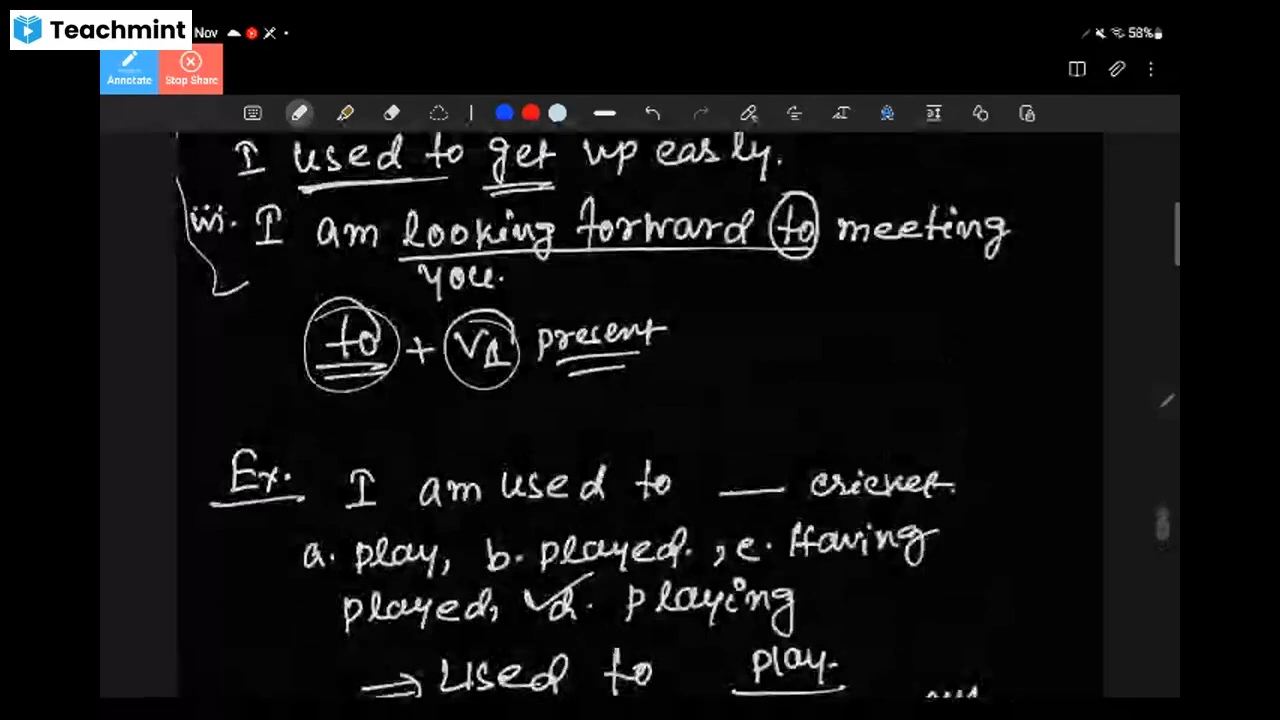 Teachmint
Nov
58%
Annotate
Stop Share
I used to get up easly.
iii. I am looking forward to meeting
you.
to + V1 present
Ex. I am used to __ cricket.
a. play, b. played. , c. Having
played, d. playing
⇒ Used to play.